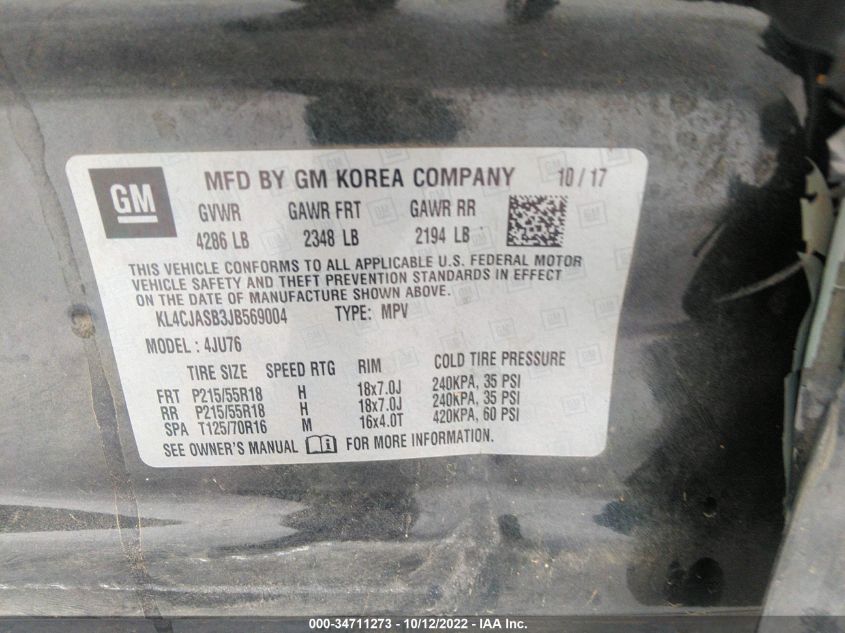 GM
MFD BY GM KOREA COMPANY 10/17
GVWR GAWR FRT GAWR RR
4286 LB 2348 LB 2194 LB
THIS VEHICLE CONFORMS TO ALL APPLICABLE U.S. FEDERAL MOTOR
VEHICLE SAFETY AND THEFT PREVENTION STANDARDS IN EFFECT
ON THE DATE OF MANUFACTURE SHOWN ABOVE.
KL4CJASB3JB569004 TYPE: MPV
MODEL : 4JU76
TIRE SIZE SPEED RTG RIM COLD TIRE PRESSURE
FRT P215/55R18 H 18x7.0J 240KPA, 35 PSI
RR P215/55R18 H 18x7.0J 240KPA, 35 PSI
SPA T125/70R16 M 16x4.0T 420KPA, 60 PSI
SEE OWNER'S MANUAL FOR MORE INFORMATION.
000-34711273 - 10/12/2022 - IAA Inc.